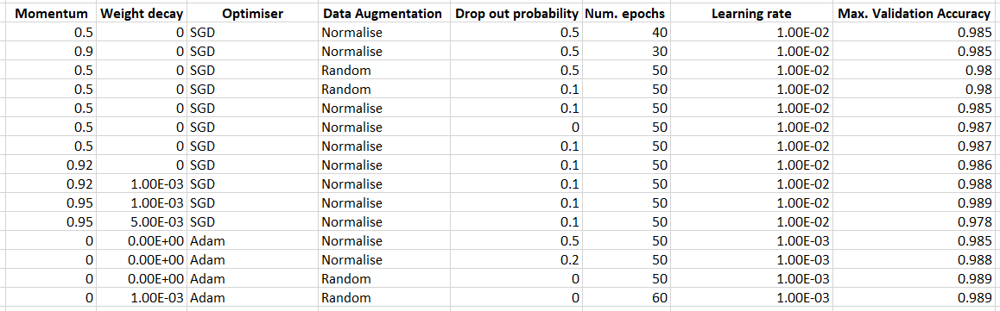 Momentum Weight decay Optimiser Data Augmentation Drop out probability Num. epochs Learning rate Max. Validation Accuracy
0.5 0 SGD Normalise 0.5 40 1.00E-02 0.985
0.9 0 SGD Normalise 0.5 30 1.00E-02 0.985
0.5 0 SGD Random 0.5 50 1.00E-02 0.98
0.5 0 SGD Random 0.1 50 1.00E-02 0.98
0.5 0 SGD Normalise 0.1 50 1.00E-02 0.985
0.5 0 SGD Normalise 0 50 1.00E-02 0.987
0.5 0 SGD Normalise 0.1 50 1.00E-02 0.987
0.92 0 SGD Normalise 0.1 50 1.00E-02 0.986
0.92 1.00E-03 SGD Normalise 0.1 50 1.00E-02 0.988
0.95 1.00E-03 SGD Normalise 0.1 50 1.00E-02 0.989
0.95 5.00E-03 SGD Normalise 0.1 50 1.00E-02 0.978
0 0.00E+00 Adam Normalise 0.5 50 1.00E-03 0.985
0 0.00E+00 Adam Normalise 0.2 50 1.00E-03 0.988
0 0.00E+00 Adam Random 0 50 1.00E-03 0.989
0 1.00E-03 Adam Random 0 60 1.00E-03 0.989